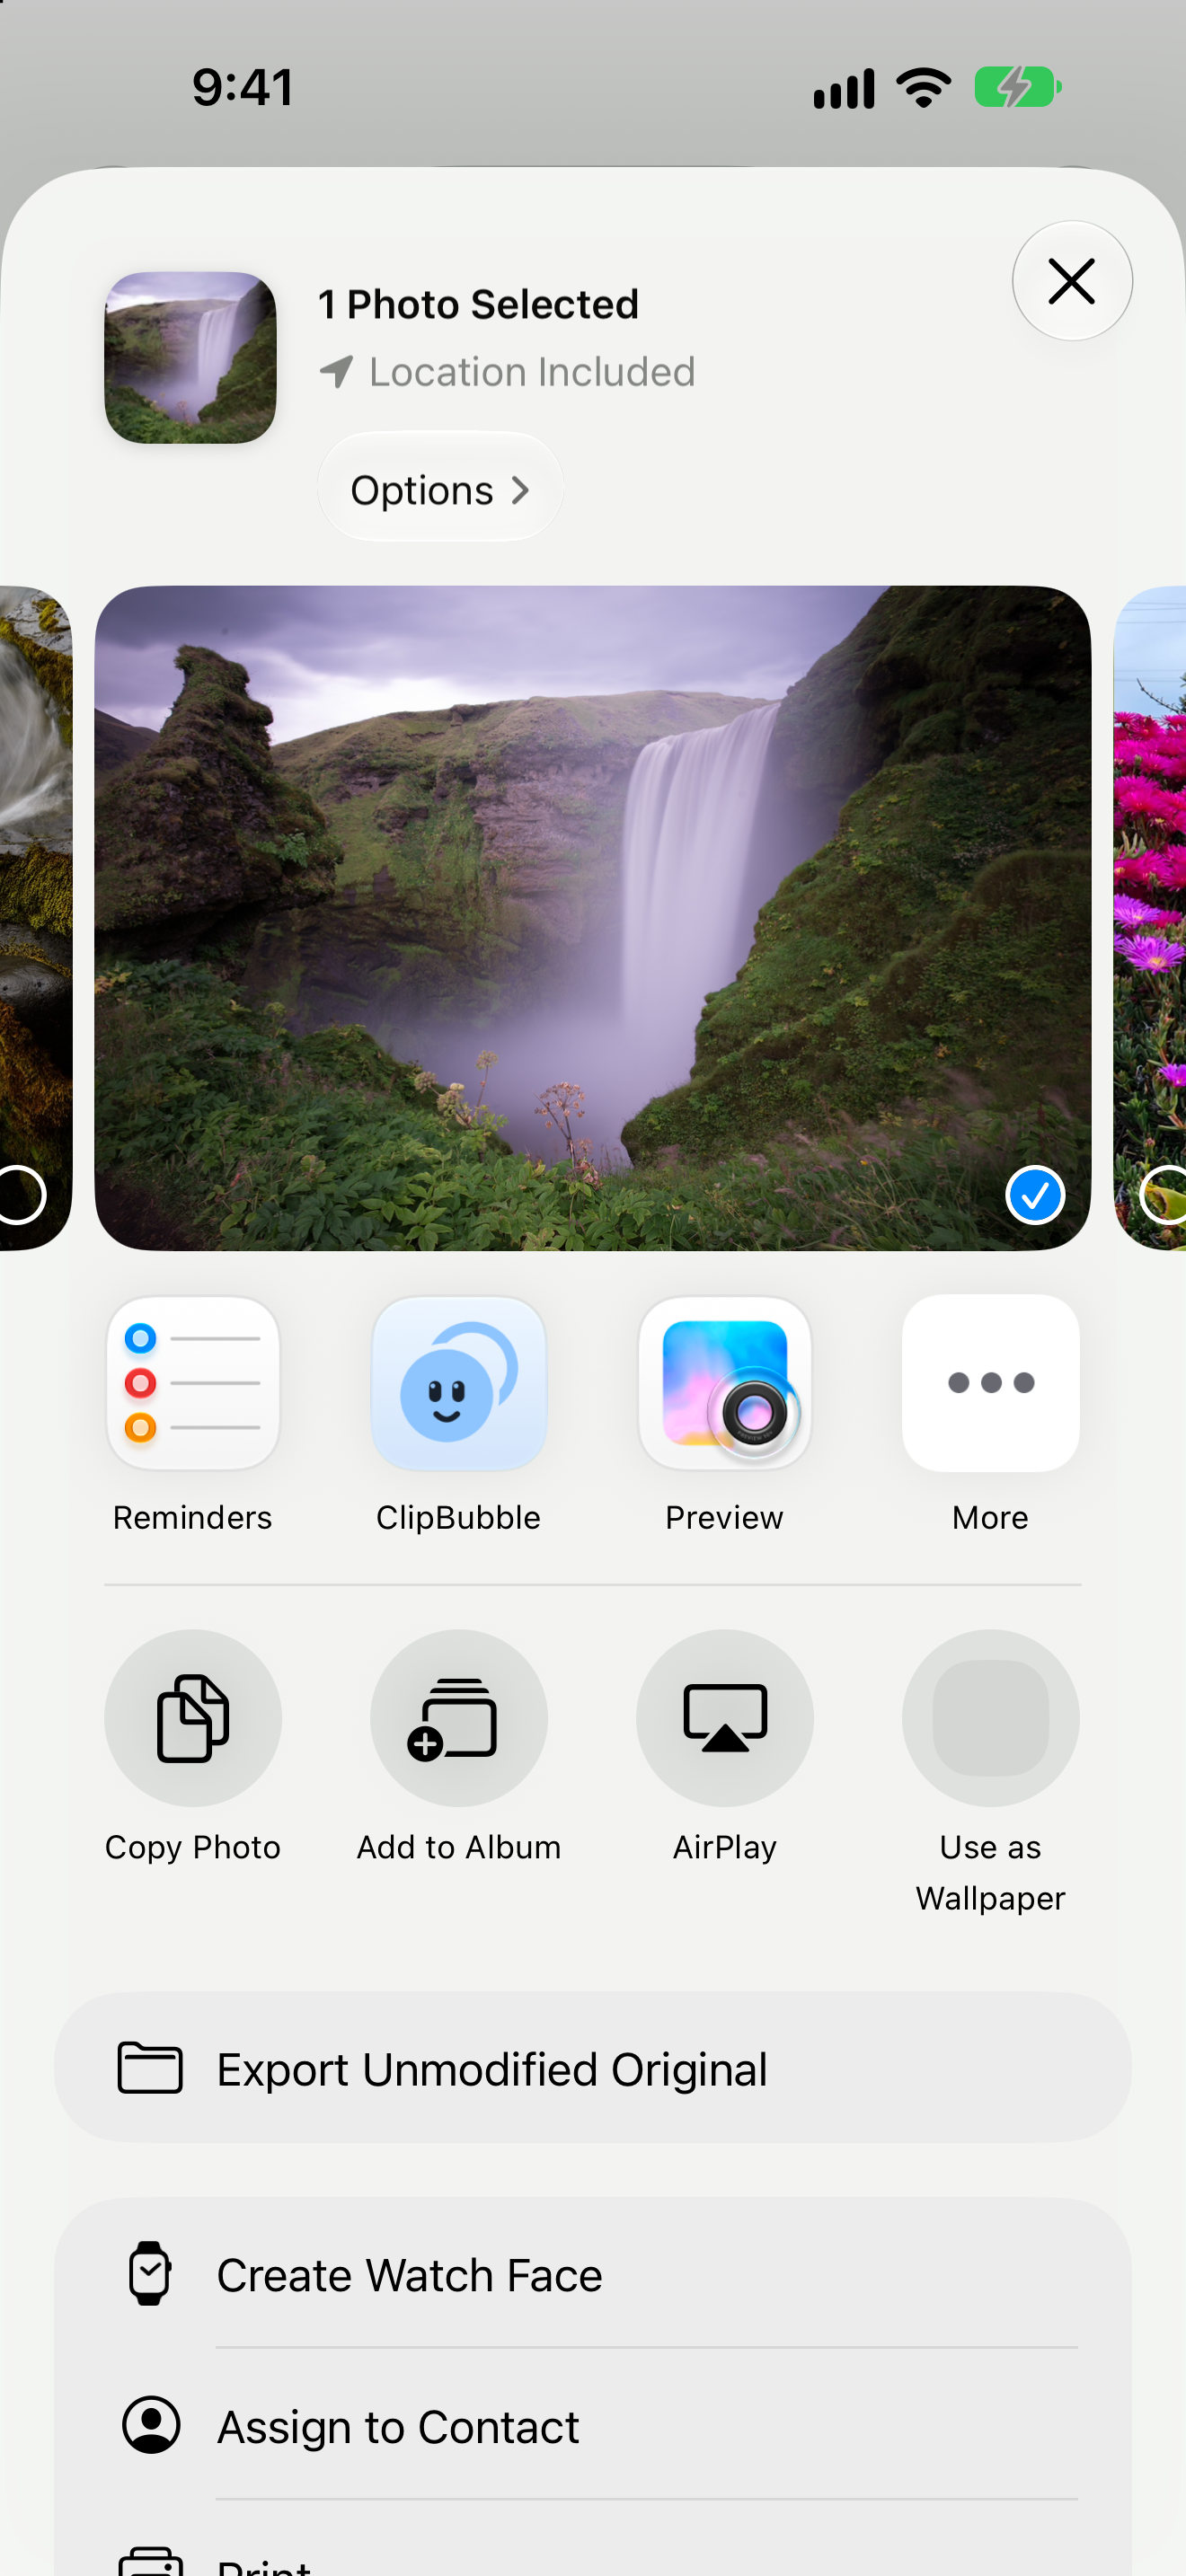 9:41
1 Photo Selected
Location Included
Options
Reminders
ClipBubble
Preview
More
Copy Photo
Add to Album
AirPlay
Use as
Wallpaper
Export Unmodified Original
Create Watch Face
Assign to Contact
Print